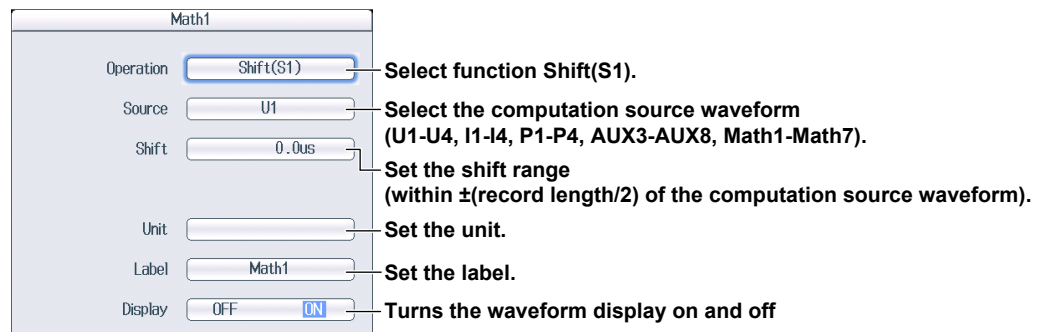 Math1
Operation Shift(S1) Select function Shift(S1).
Source U1 Select the computation source waveform
(U1-U4, I1-I4, P1-P4, AUX3-AUX8, Math1-Math7).
Shift 0.0us
Set the shift range
(within ±(record length/2) of the computation source waveform).
Unit Set the unit.
Label Math1 Set the label.
Display OFF ON Turns the waveform display on and off